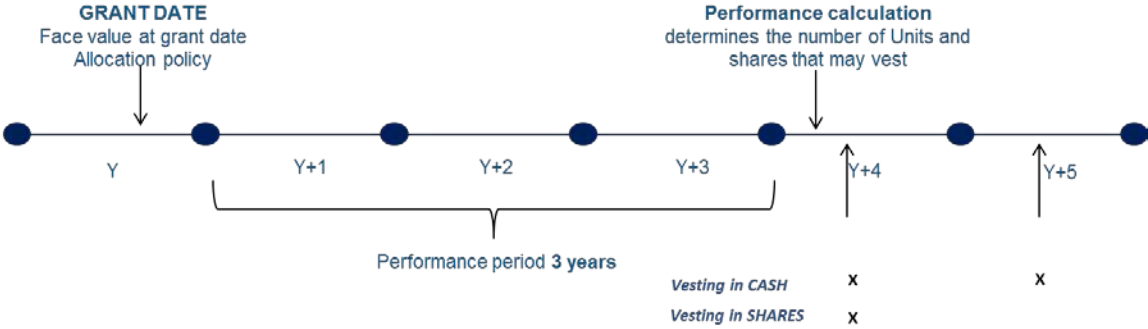 GRANT DATE
Face value at grant date
Allocation policy
Performance calculation
determines the number of Units and
shares that may vest
Y
Y+1
Y+2
Y+3
Y+4
Y+5
Performance period 3 years
Vesting in CASH x x
Vesting in SHARES x